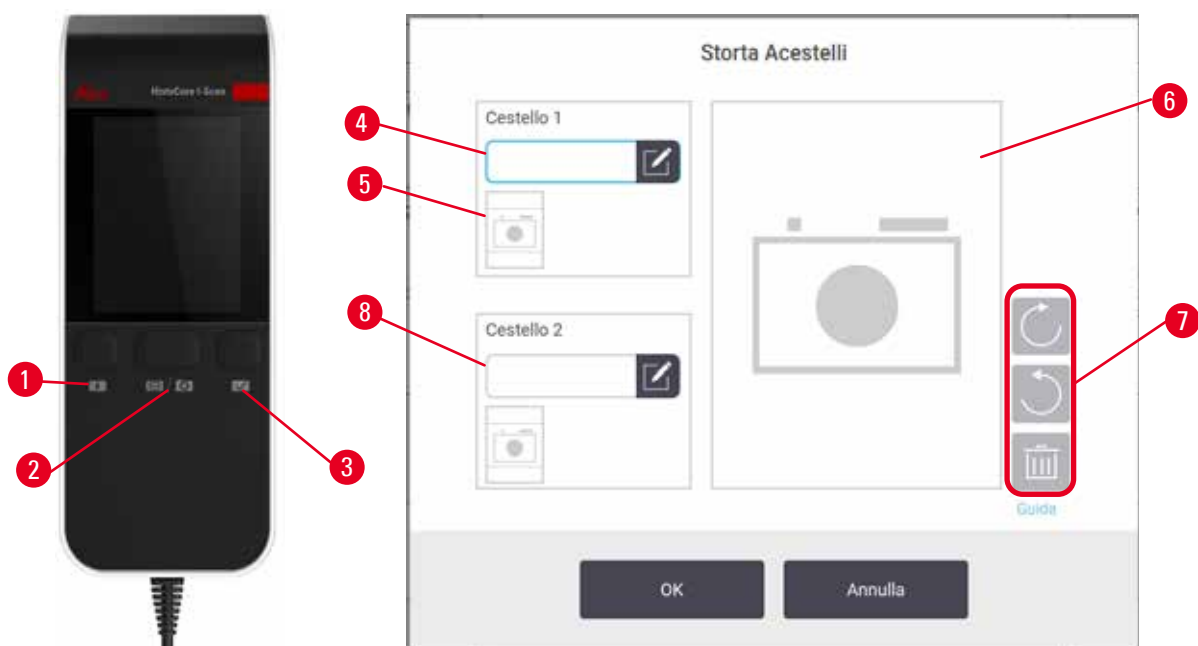 Leica
HistoCore I-Scan
1
2
3
Storta Acestelli
Cestello 1
4
5
Cestello 2
8
6
7
Guida
OK
Annulla